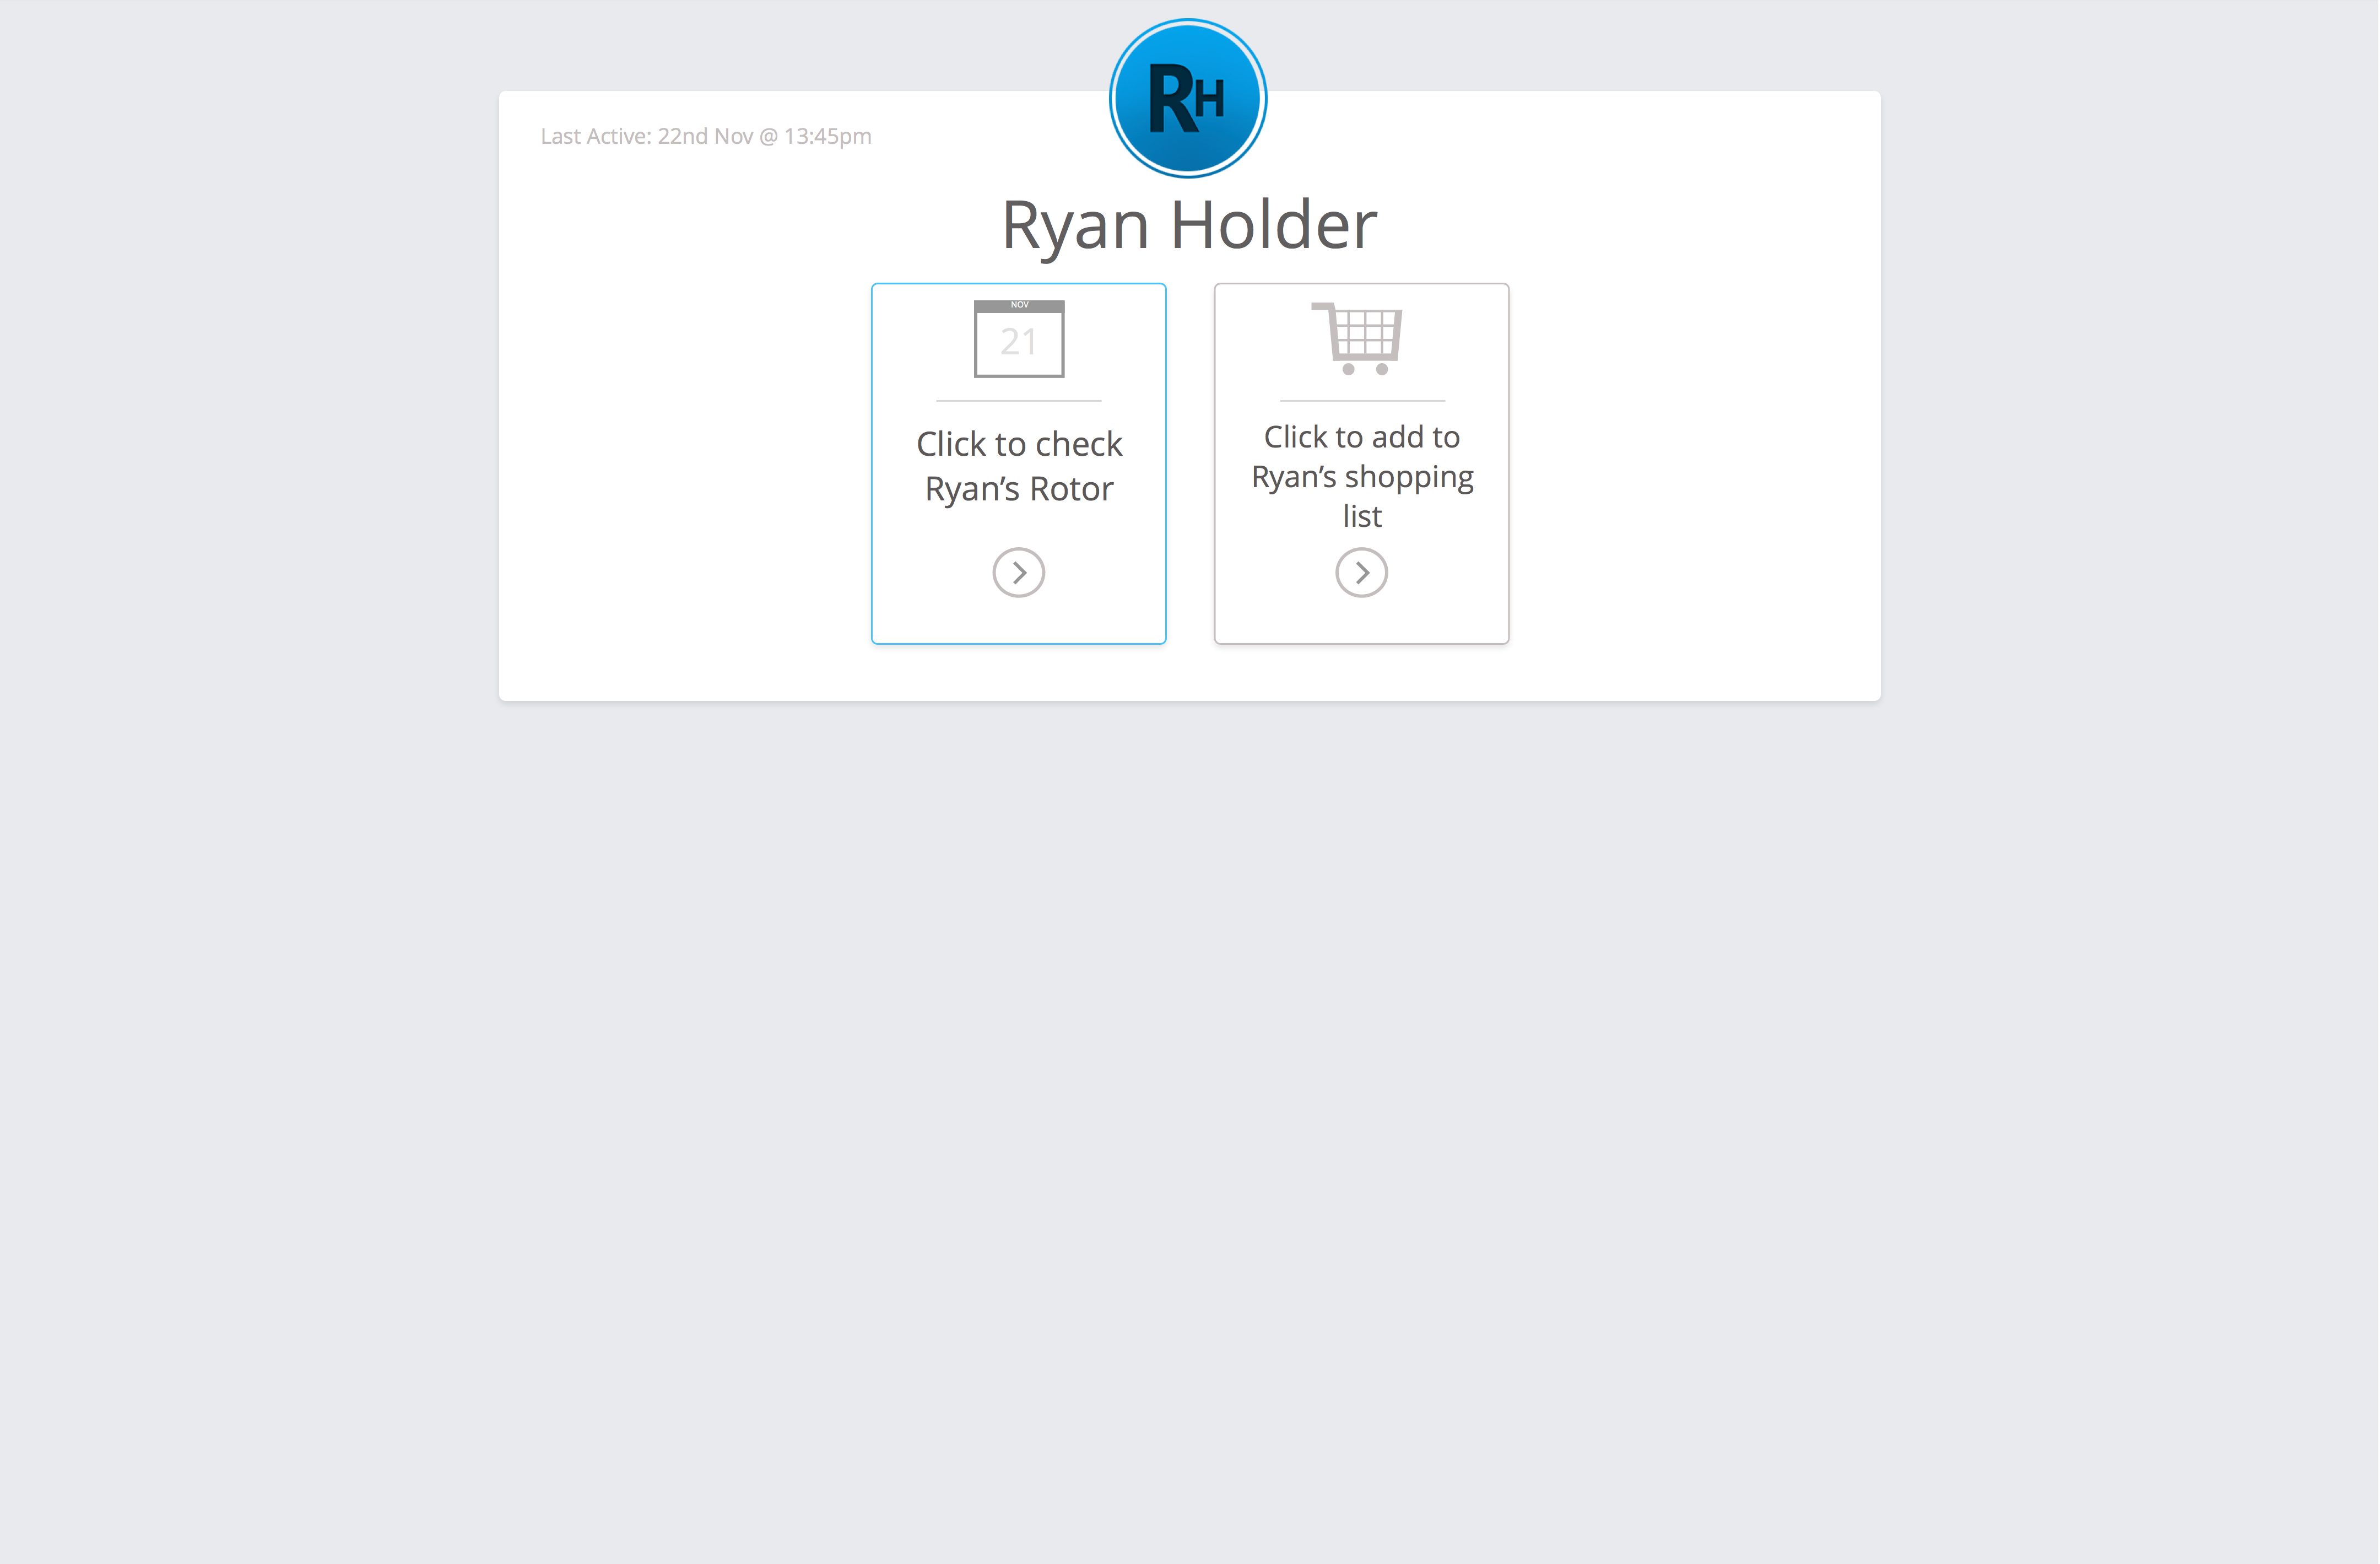 RH
Last Active: 22nd Nov @ 13:45pm
Ryan Holder
NOV
21
Click to check
Ryan’s Rotor
Click to add to
Ryan’s shopping
list